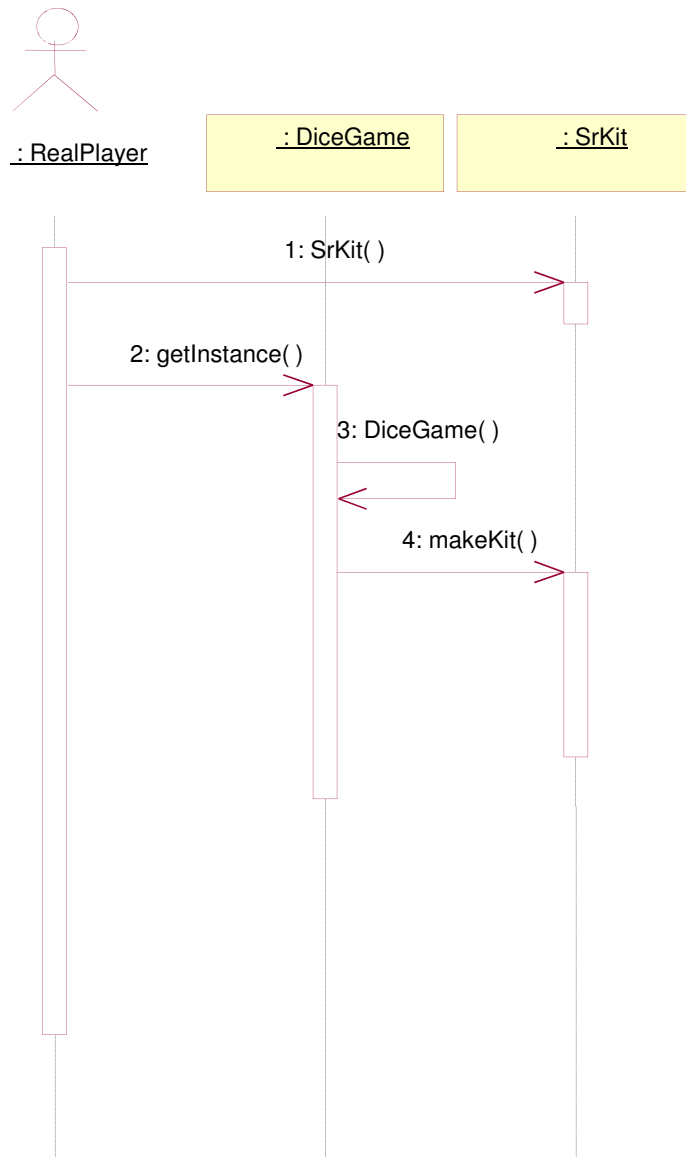 : RealPlayer
: DiceGame
: SrKit
1: SrKit( )
2: getInstance( )
3: DiceGame( )
4: makeKit( )